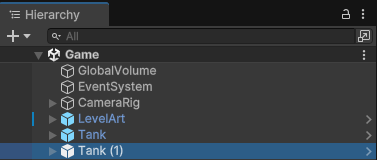 Hierarchy
All
Game
GlobalVolume
EventSystem
CameraRig
LevelArt
Tank
Tank (1)